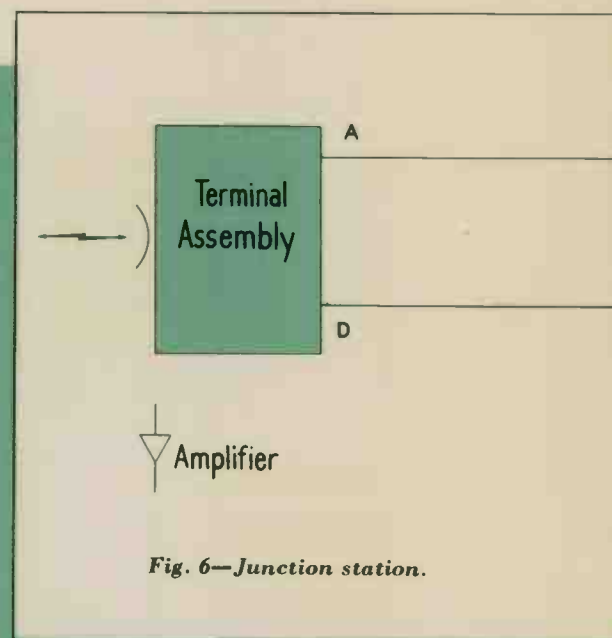 A
Terminal
Assembly
D
Amplifier
Fig. 6—Junction station.